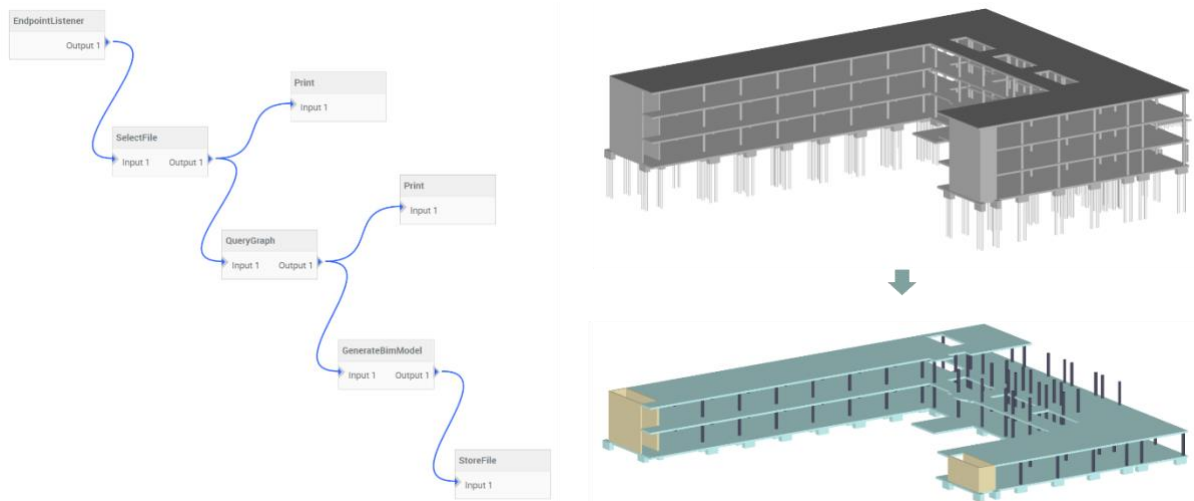 EndpointListener
Output 1
Print
Input 1
SelectFile
Input 1 Output 1
Print
Input 1
QueryGraph
Input 1 Output 1
GenerateBimModel
Input 1 Output 1
StoreFile
Input 1